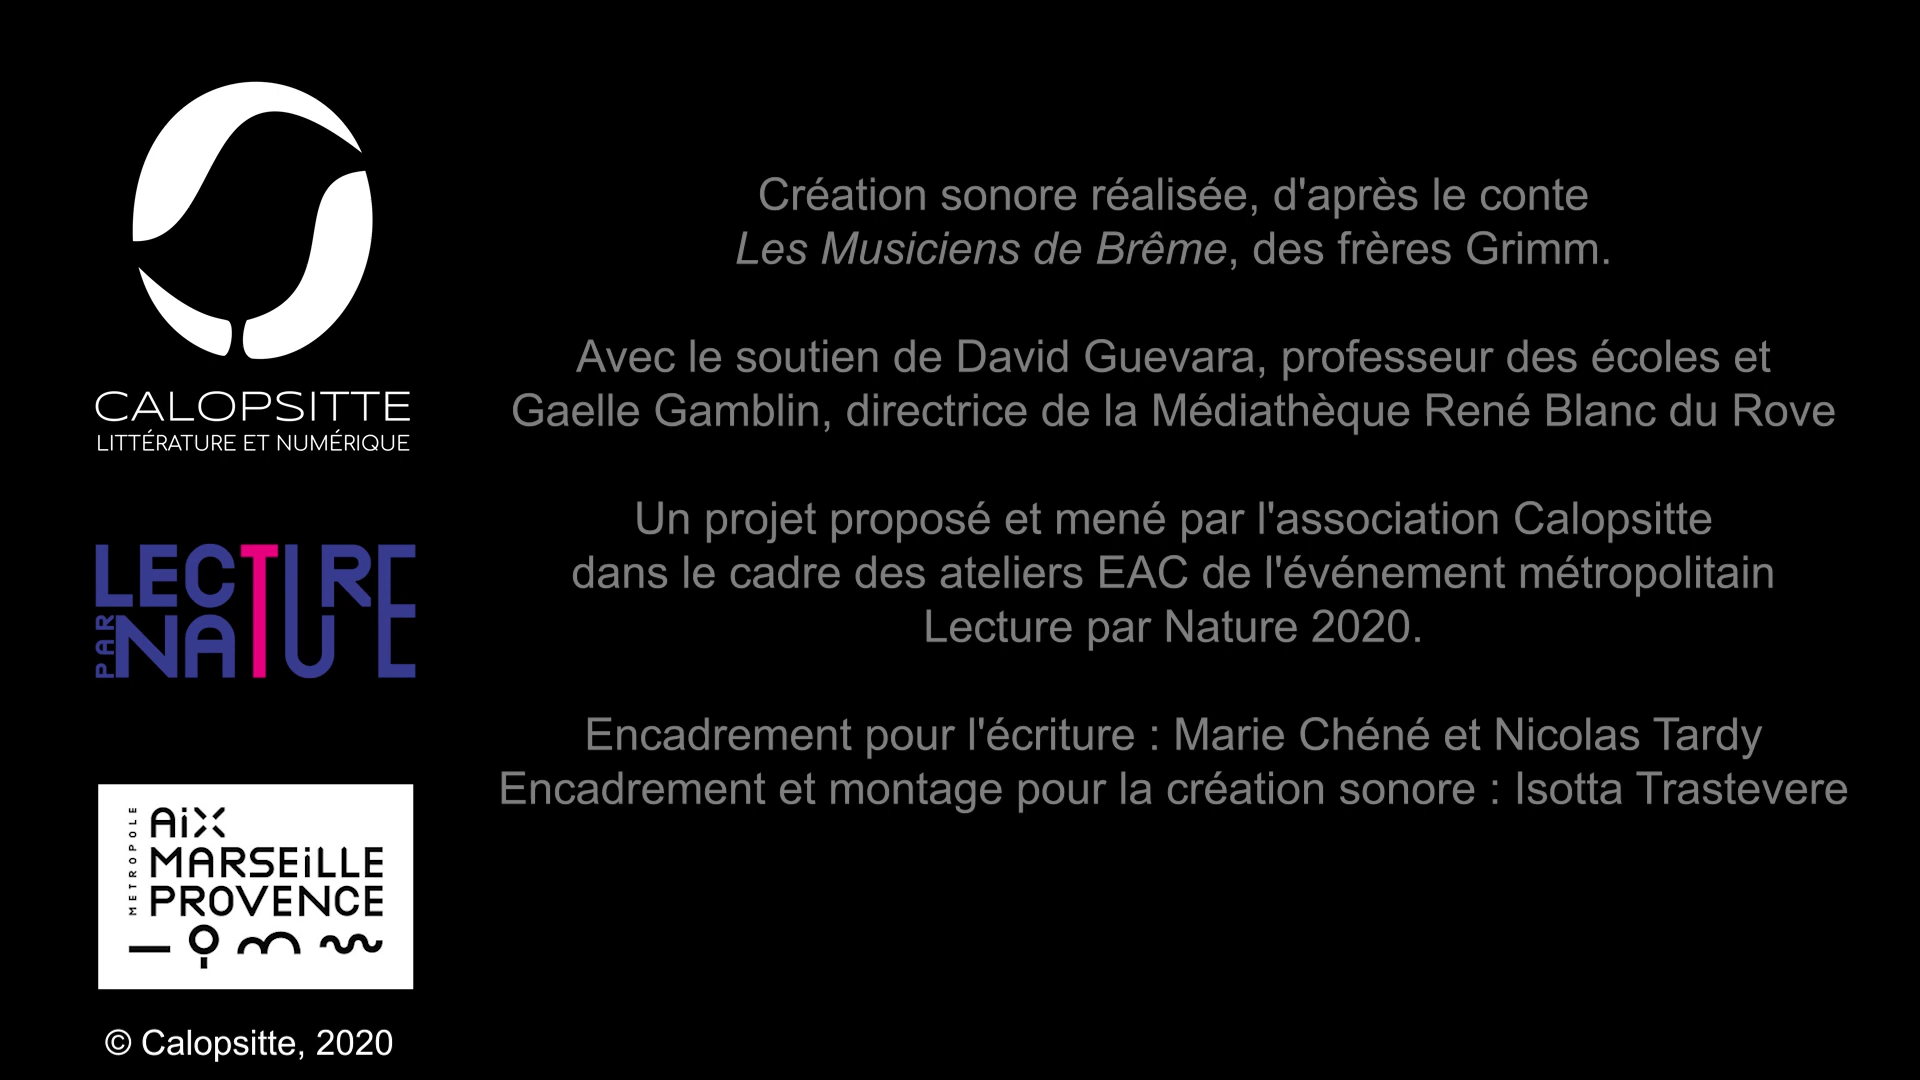 CALOPSITTE
LITTÉRATURE ET NUMÉRIQUE
LECTURE
PAR NATURE
METROPOLE
AiX
MARSEiLLE
PROVENCE
© Calopsitte, 2020
Création sonore réalisée, d'après le conte
Les Musiciens de Brême, des frères Grimm.
Avec le soutien de David Guevara, professeur des écoles et
Gaelle Gamblin, directrice de la Médiathèque René Blanc du Rove
Un projet proposé et mené par l'association Calopsitte
dans le cadre des ateliers EAC de l'événement métropolitain
Lecture par Nature 2020.
Encadrement pour l'écriture : Marie Chéné et Nicolas Tardy
Encadrement et montage pour la création sonore : Isotta Trastevere